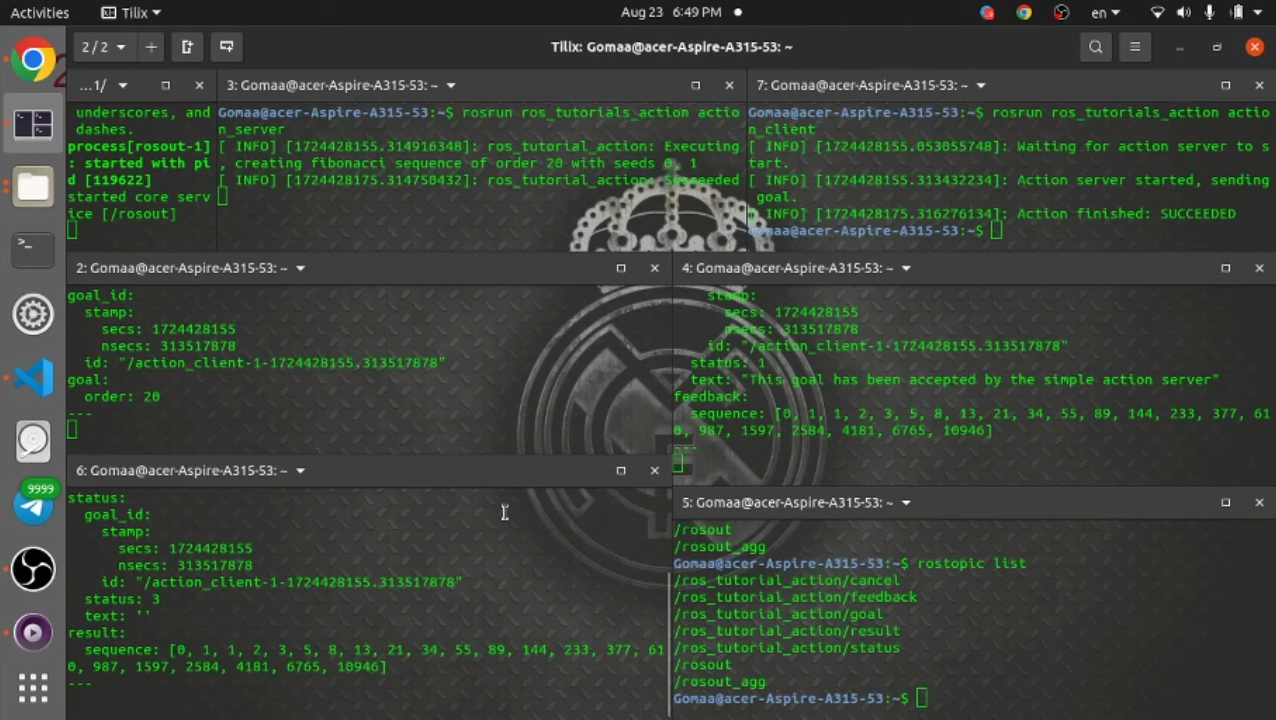 Activities
Tilix
Aug 23 6:49 PM
en
2/2
Tilix: Gomaa@acer-Aspire-A315-53: ~
...1/
3: Gomaa@acer-Aspire-A315-53: ~
7: Gomaa@acer-Aspire-A315-53: ~
underscores, and
dashes.
process[rosout-1]
: started with pi
d [119622]
started core serv
ice [/rosout]
Gomaa@acer-Aspire-A315-53:~$ rosrun ros_tutorials_action actio
n_server
[ INFO] [1724428155.314916348]: ros_tutorial_action: Executing
, creating fibonacci sequence of order 20 with seeds 0, 1
[ INFO] [1724428175.314750432]: ros_tutorial_action: Succeeded
Gomaa@acer-Aspire-A315-53:~$ rosrun ros_tutorials_action actio
n_client
[ INFO] [1724428155.053055748]: Waiting for action server to s
tart.
[ INFO] [1724428155.313432234]: Action server started, sending
goal.
[ INFO] [1724428175.316276134]: Action finished: SUCCEEDED
Gomaa@acer-Aspire-A315-53:~$
2: Gomaa@acer-Aspire-A315-53: ~
goal_id:
stamp:
secs: 1724428155
nsecs: 313517878
id: "/action_client-1-1724428155.313517878"
goal:
order: 20
---
4: Gomaa@acer-Aspire-A315-53: ~
stamp:
secs: 1724428155
nsecs: 313517878
id: "/action_client-1-1724428155.313517878"
status: 1
text: "This goal has been accepted by the simple action server"
feedback:
sequence: [0, 1, 1, 2, 3, 5, 8, 13, 21, 34, 55, 89, 144, 233, 377, 61
0, 987, 1597, 2584, 4181, 6765, 10946]
---
6: Gomaa@acer-Aspire-A315-53: ~
status:
goal_id:
stamp:
secs: 1724428155
nsecs: 313517878
id: "/action_client-1-1724428155.313517878"
status: 3
text: ''
result:
sequence: [0, 1, 1, 2, 3, 5, 8, 13, 21, 34, 55, 89, 144, 233, 377, 61
0, 987, 1597, 2584, 4181, 6765, 10946]
---
5: Gomaa@acer-Aspire-A315-53: ~
/rosout
/rosout_agg
Gomaa@acer-Aspire-A315-53:~$ rostopic list
/ros_tutorial_action/cancel
/ros_tutorial_action/feedback
/ros_tutorial_action/goal
/ros_tutorial_action/result
/ros_tutorial_action/status
/rosout
/rosout_agg
Gomaa@acer-Aspire-A315-53:~$
9999